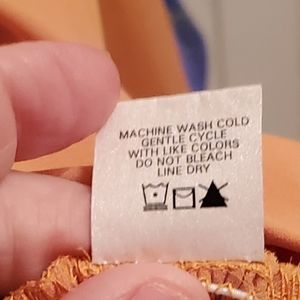 MACHINE WASH COLD
GENTLE CYCLE
WITH LIKE COLORS
DO NOT BLEACH
LINE DRY